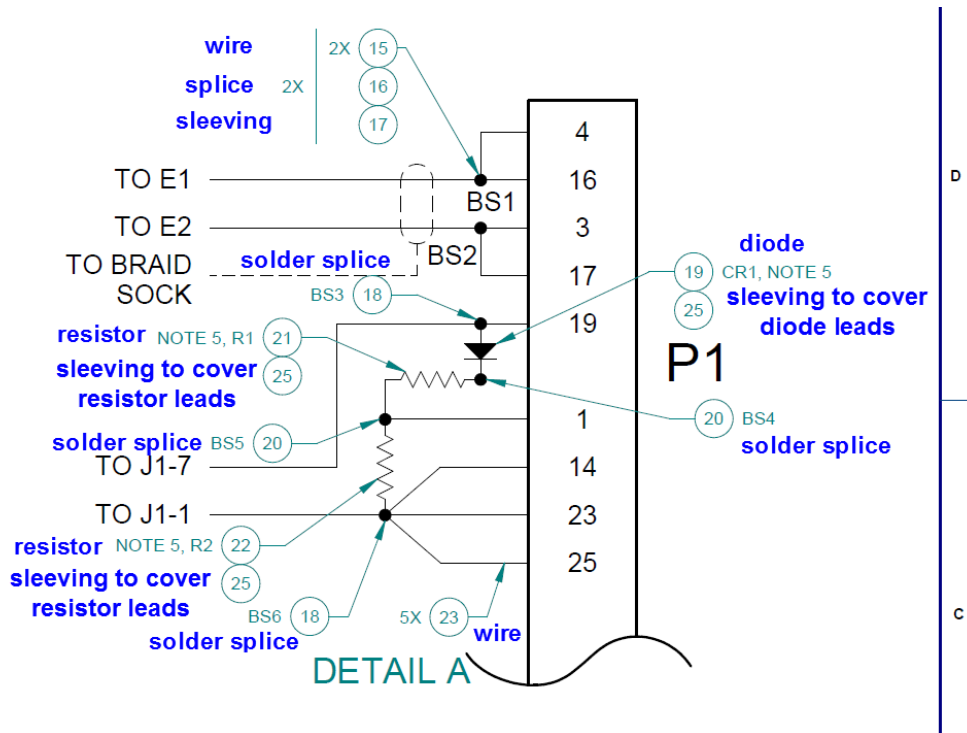 wire 2X 15
splice 2X 16
sleeving 17
4
TO E1 16
BS1
TO E2 3
BS2
TO BRAID
SOCK
17
solder splice
BS3 18
diode
19 CR1, NOTE 5
25 sleeving to cover
diode leads
19
resistor NOTE 5, R1 21
sleeving to cover 25
resistor leads
P1
1
20 BS4
solder splice
solder splice BS5 20
TO J1-7
14
TO J1-1
23
resistor NOTE 5, R2 22
sleeving to cover 25
resistor leads
25
BS6 18
solder splice
5X 23 wire
DETAIL A
D
C